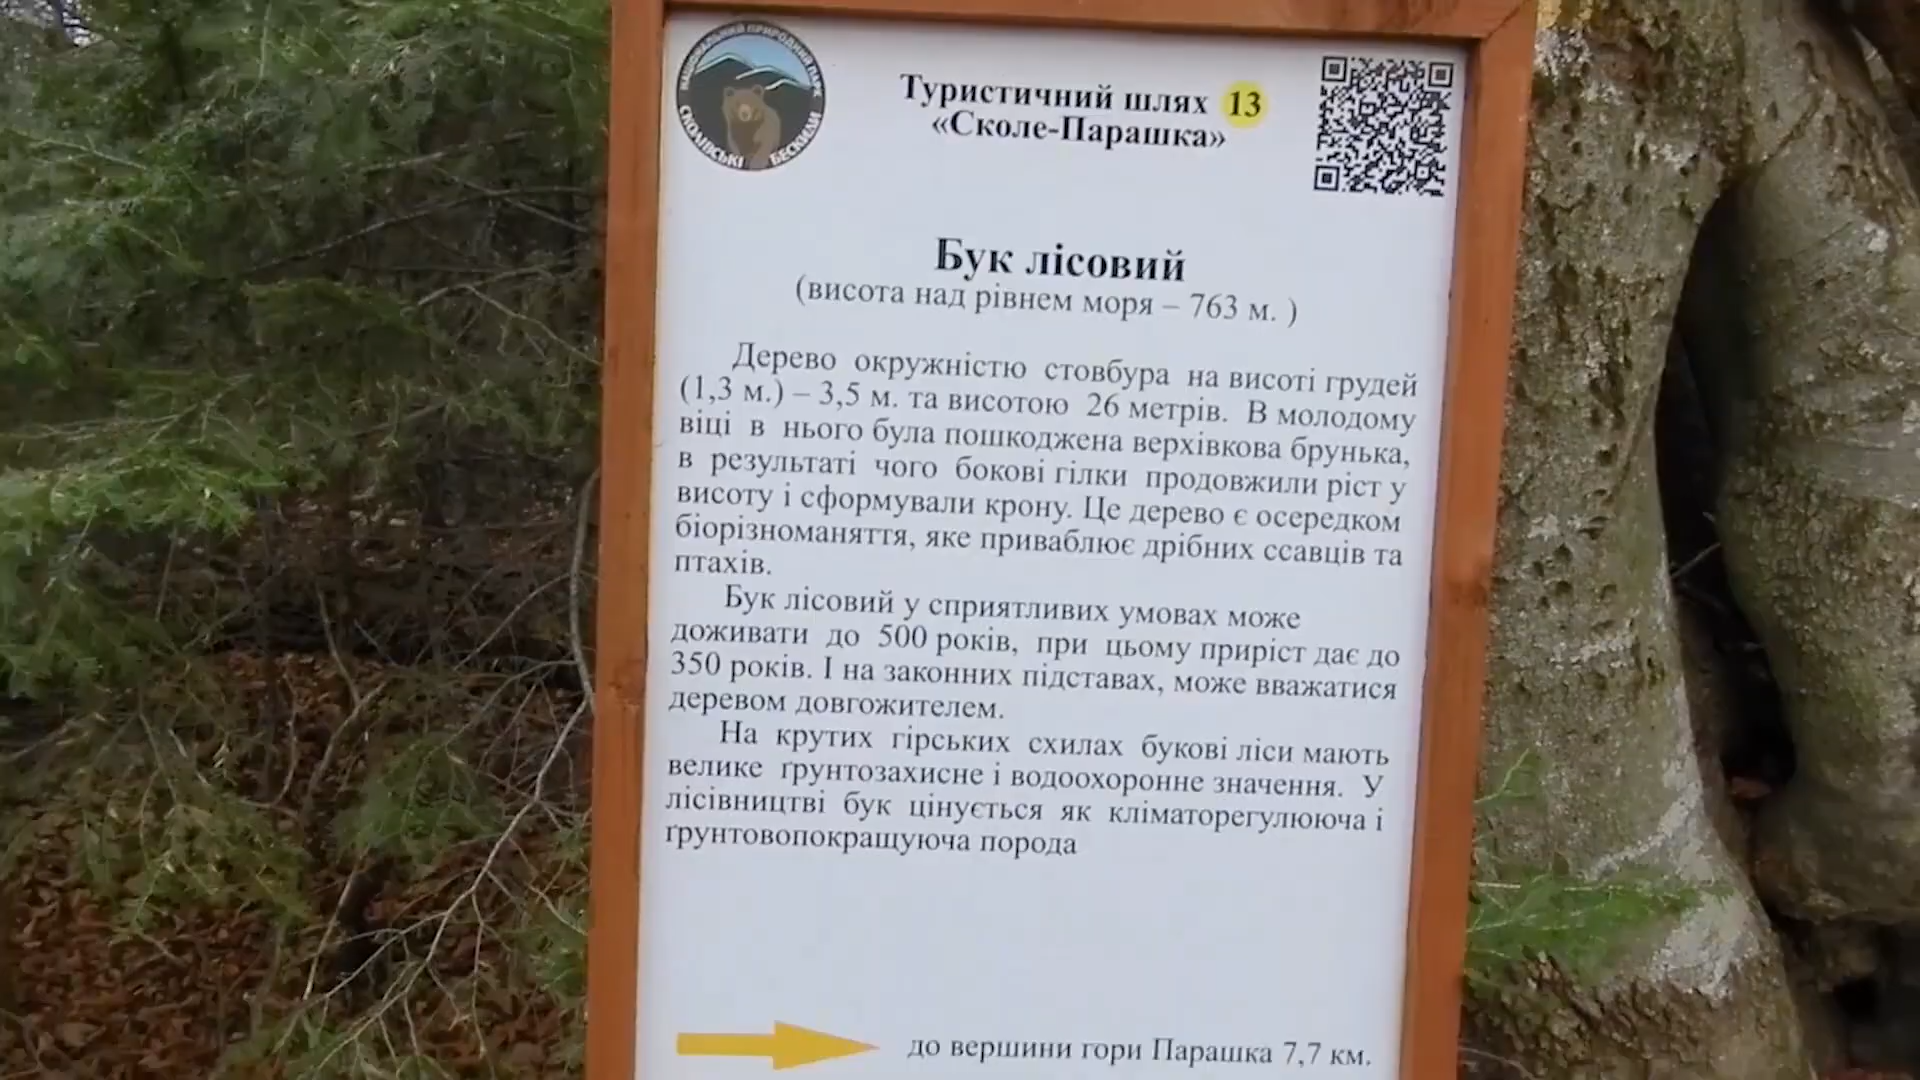 НАЦІОНАЛЬНИЙ ПРИРОДНИЙ ПАРК
СКОЛІВСЬКІ БЕСКИДИ
Туристичний шлях 13
«Сколе-Парашка»
Бук лісовий
(висота над рівнем моря – 763 м. )
Дерево окружністю стовбура на висоті грудей
(1,3 м.) – 3,5 м. та висотою 26 метрів. В молодому
віці в нього була пошкоджена верхівкова брунька,
в результаті чого бокові гілки продовжили ріст у
висоту і сформували крону. Це дерево є осередком
біорізноманяття, яке приваблює дрібних ссавців та
птахів.
Бук лісовий у сприятливих умовах може
доживати до 500 років, при цьому приріст дає до
350 років. І на законних підставах, може вважатися
деревом довгожителем.
На крутих гірських схилах букові ліси мають
велике ґрунтозахисне і водоохоронне значення. У
лісівництві бук цінується як кліматорегулююча і
ґрунтовопокращуюча порода
до вершини гори Парашка 7,7 км.